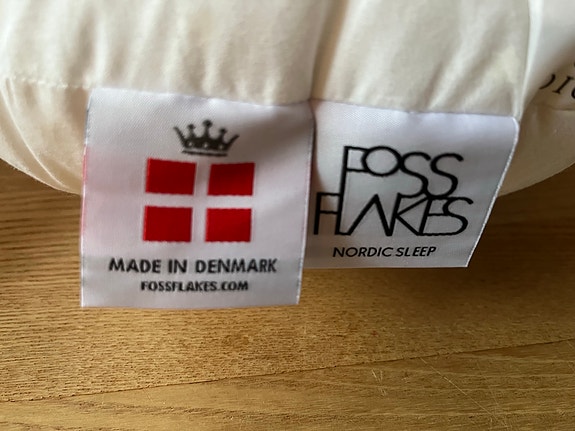 MADE IN DENMARK
FOSSFLAKES.COM
FOSS
FLAKES
NORDIC SLEEP